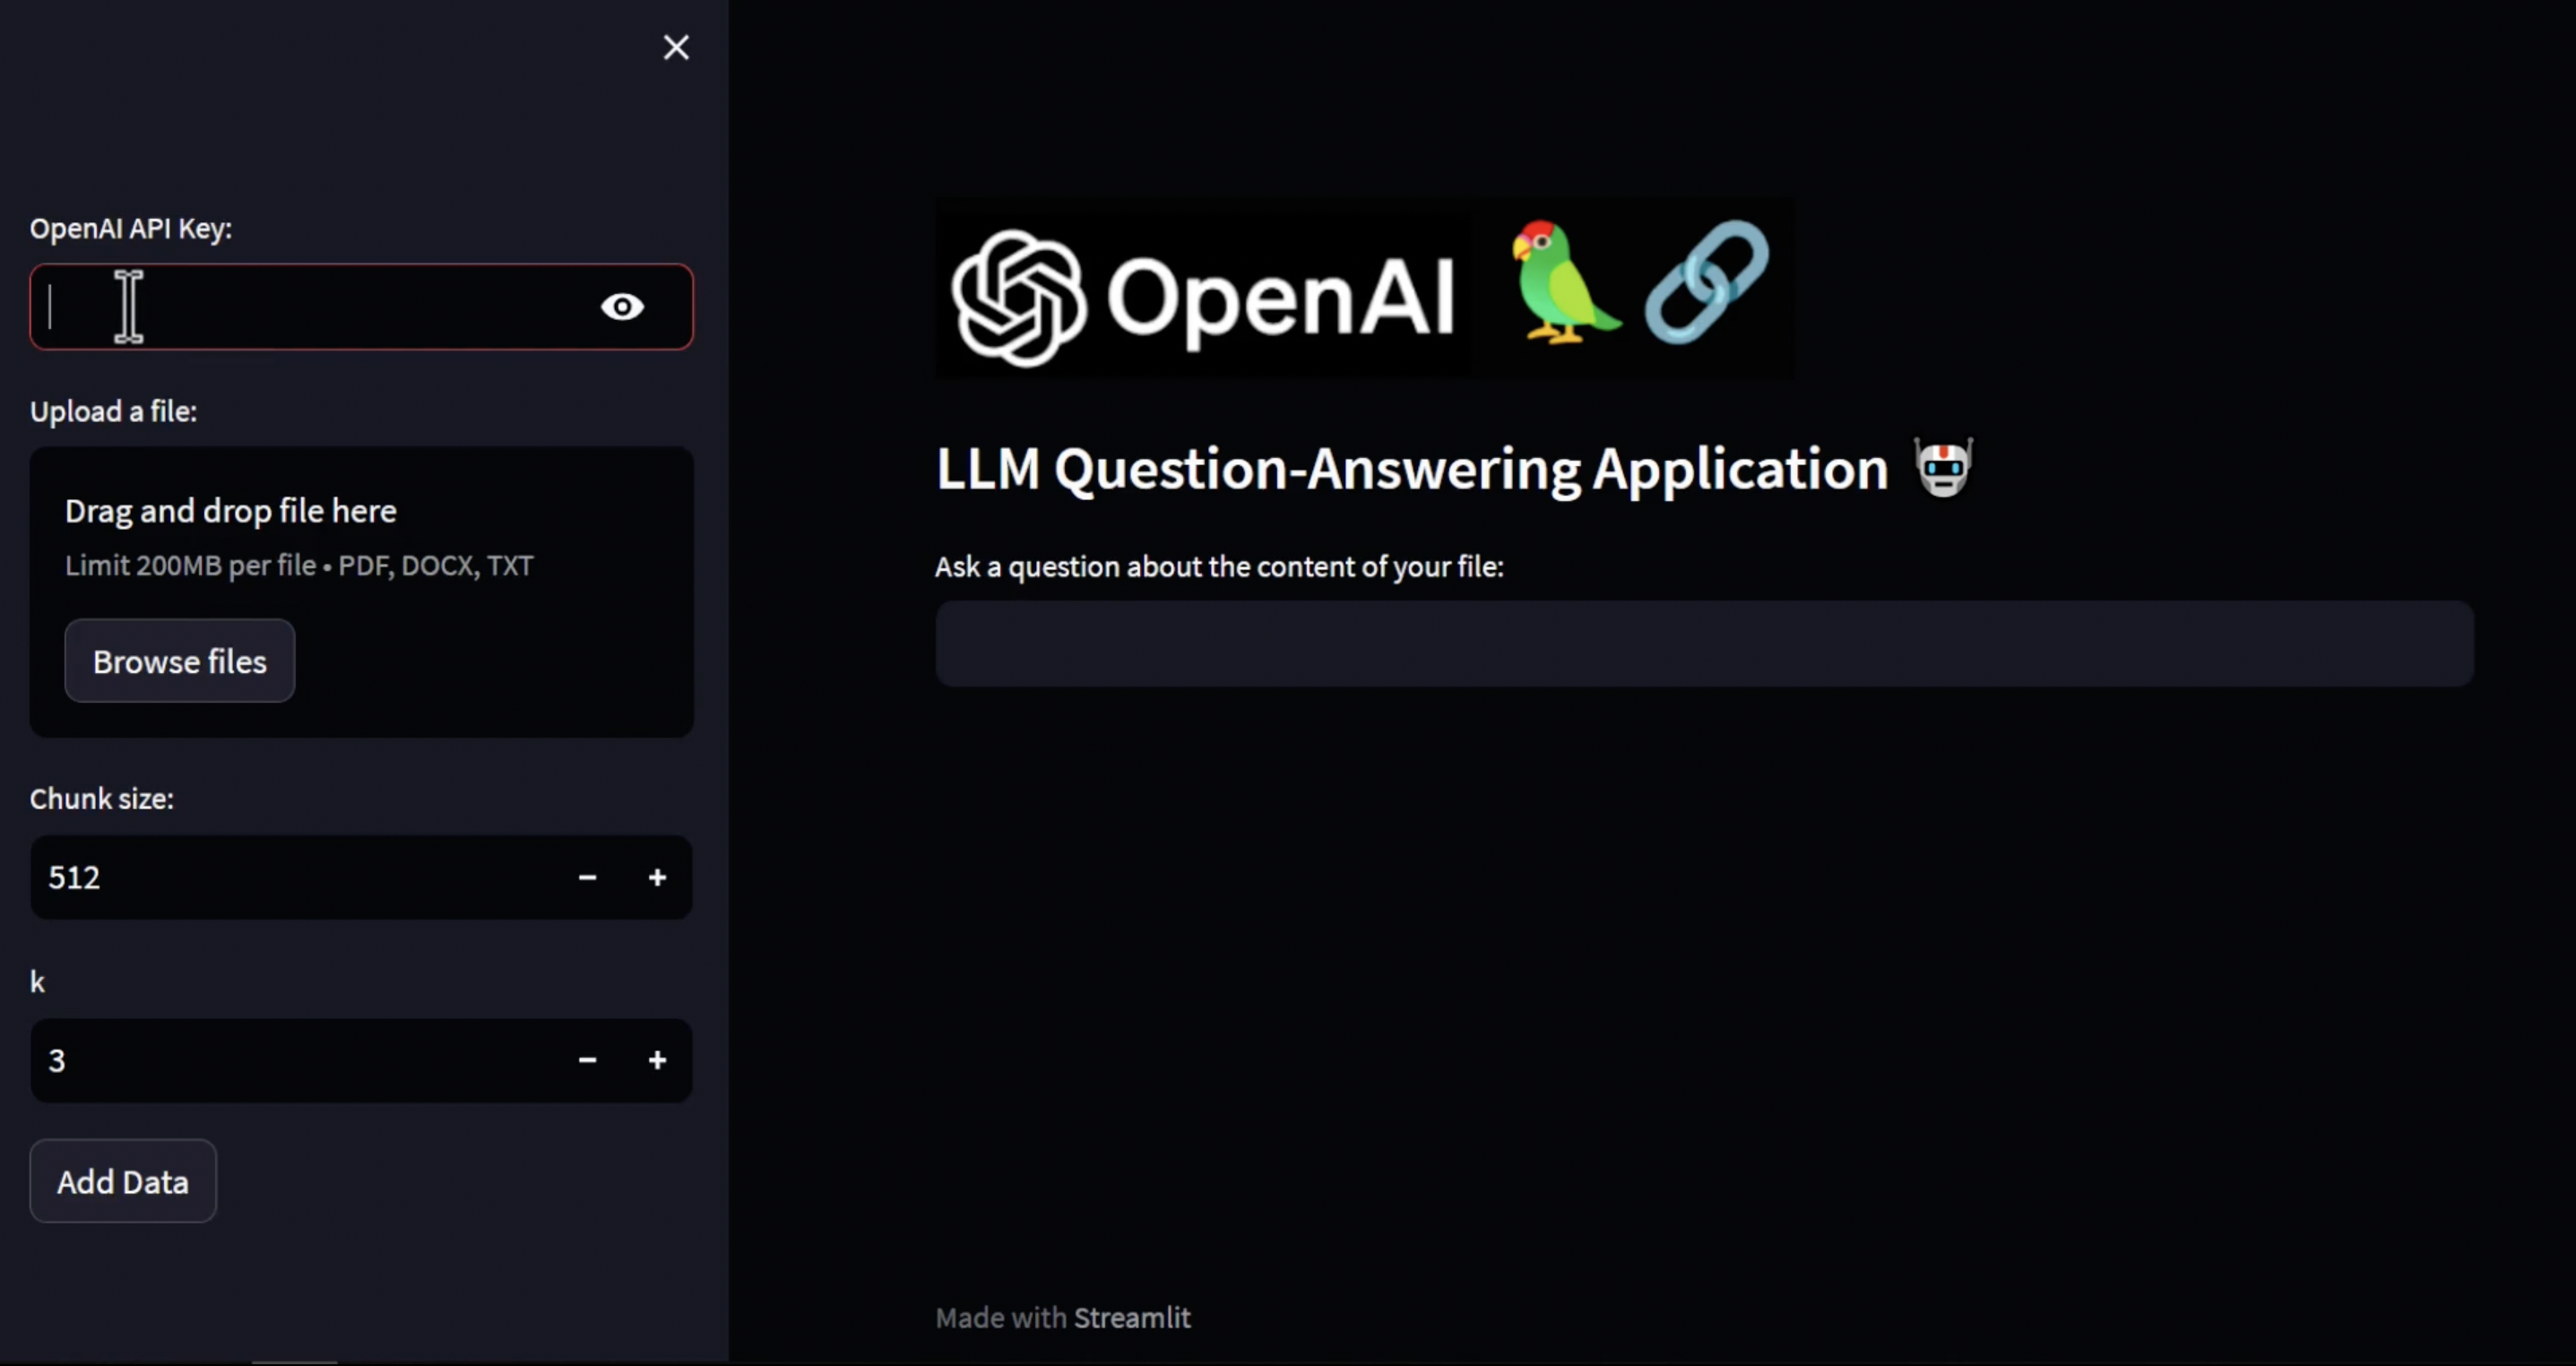 OpenAI API Key:
Upload a file:
Drag and drop file here
Limit 200MB per file • PDF, DOCX, TXT
Browse files
Chunk size:
512
k
3
Add Data
OpenAI
LLM Question-Answering Application
Ask a question about the content of your file:
Made with Streamlit